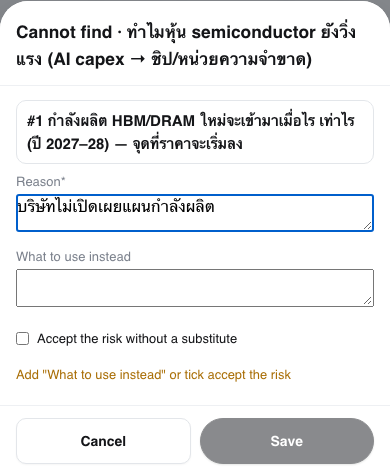 Cannot find · ทำไมหุ้น semiconductor ยังวิ่ง
แรง (AI capex → ชิป/หน่วยความจำขาด)
#1 กำลังผลิต HBM/DRAM ใหม่จะเข้ามาเมื่อไร เท่าไร
(ปี 2027–28) — จุดที่ราคาจะเริ่มลง
Reason*
บริษัทไม่เปิดเผยแผนกำลังผลิต
What to use instead
Accept the risk without a substitute
Add "What to use instead" or tick accept the risk
Cancel
Save